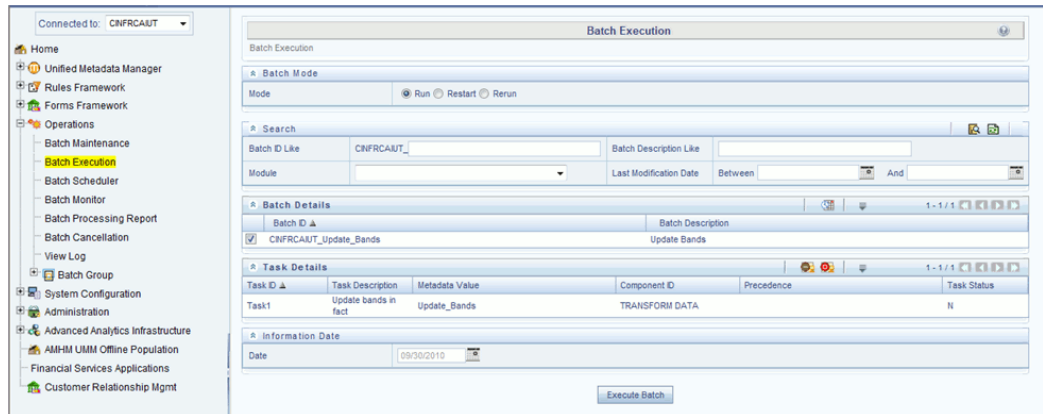 Connected to: CINFRCAIUT
Home
Unified Metadata Manager
Rules Framework
Forms Framework
Operations
Batch Maintenance
Batch Execution
Batch Scheduler
Batch Monitor
Batch Processing Report
Batch Cancellation
View Log
Batch Group
System Configuration
Administration
Advanced Analytics Infrastructure
AMHM UMM Offline Population
Financial Services Applications
Customer Relationship Mgmt
Batch Execution
Batch Execution
Batch Mode
Mode Run Restart Rerun
Search
Batch ID Like CINFRCAIUT_ Batch Description Like
Module Last Modification Date Between And
Batch Details 1 - 1 / 1
Batch ID Batch Description
CINFRCAIUT_Update_Bands Update Bands
Task Details 1 - 1 / 1
Task ID Task Description Metadata Value Component ID Precedence Task Status
Task1 Update bands in fact Update_Bands TRANSFORM DATA N
Information Date
Date 09/30/2010
Execute Batch